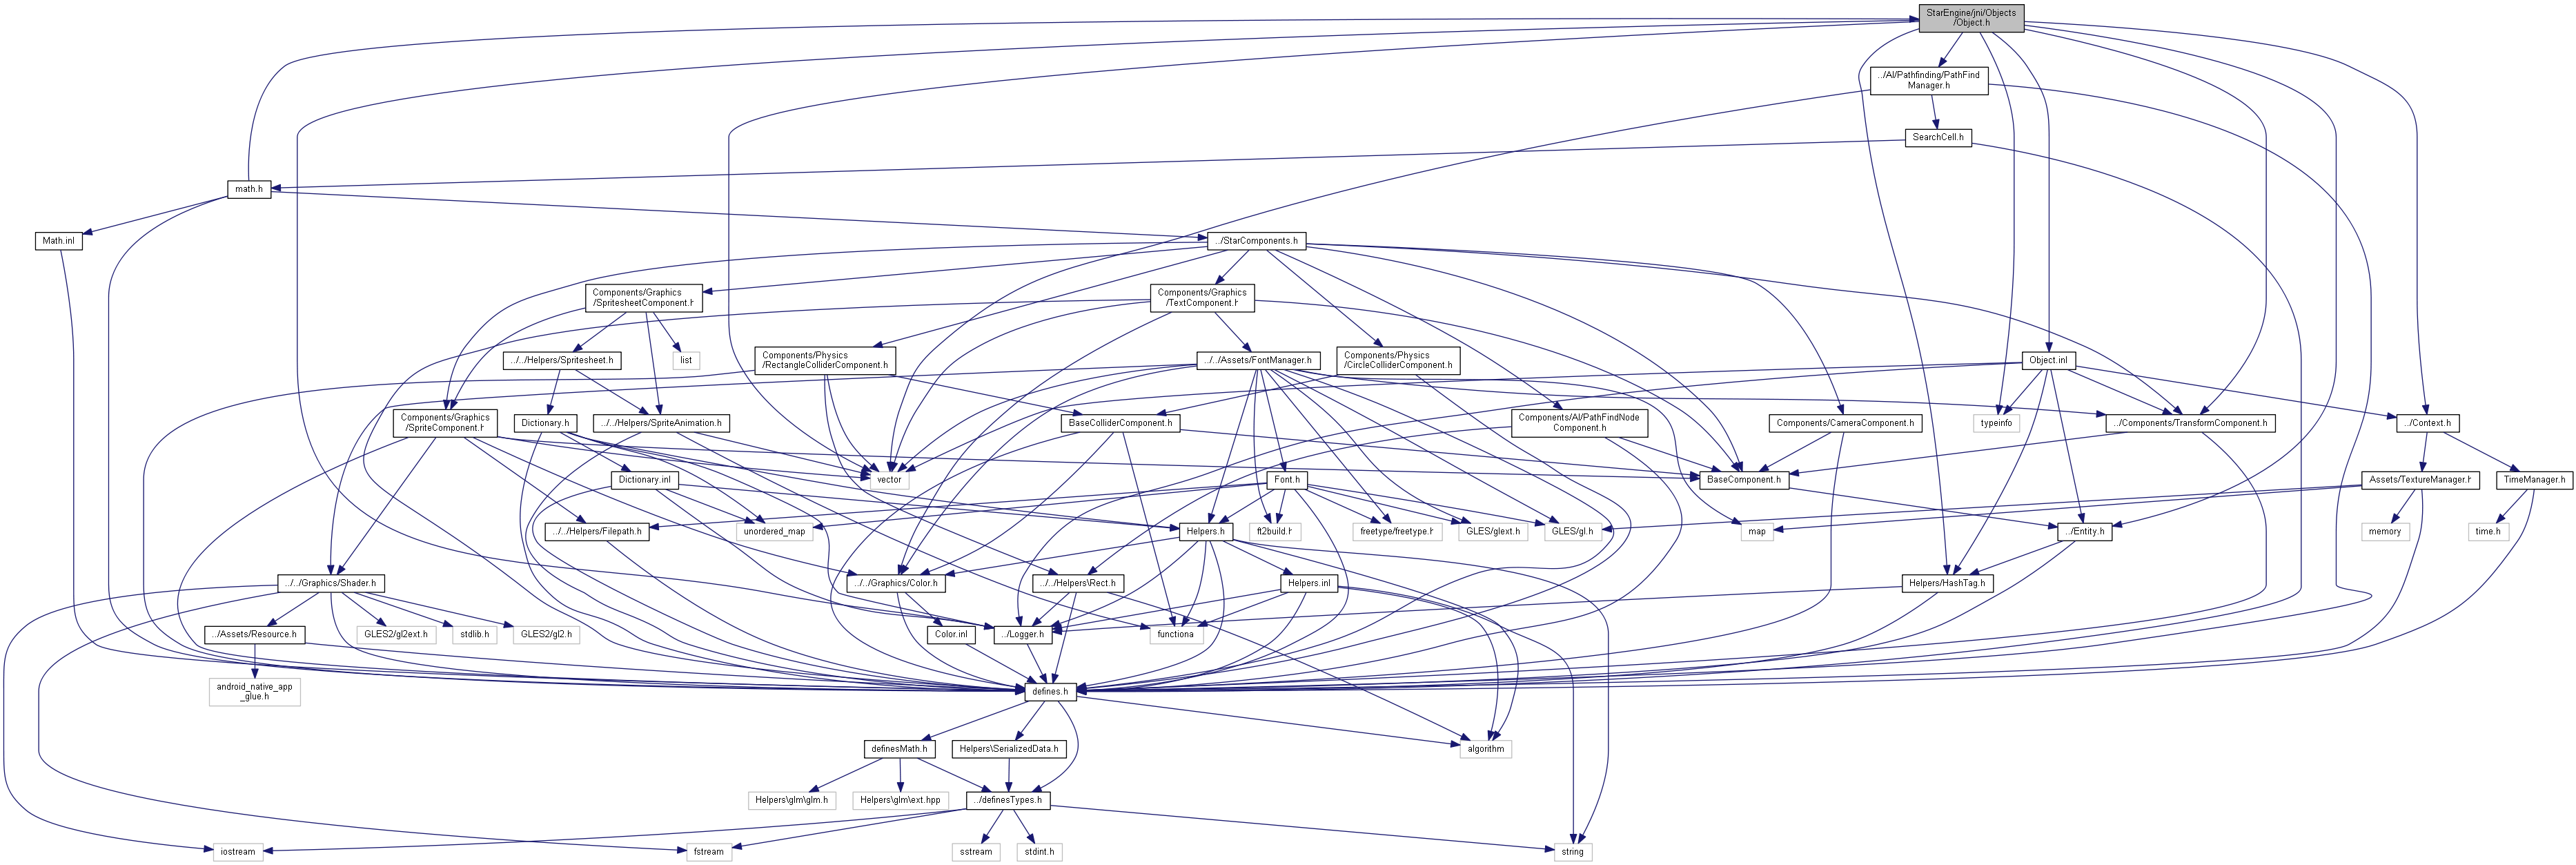 StarEngine/jni/Objects
/Object.h
../AI/Pathfinding/PathFind
Manager.h
SearchCell.h
math.h
Math.inl
../StarComponents.h
Components/Graphics
/SpritesheetComponent.h
Components/Graphics
/TextComponent.h
../../Helpers/Spritesheet.h
list
Components/Physics
/RectangleColliderComponent.h
../../Assets/FontManager.h
Components/Physics
/CircleColliderComponent.h
Object.inl
Components/Graphics
/SpriteComponent.h
Dictionary.h
../../Helpers/SpriteAnimation.h
BaseColliderComponent.h
Components/AI/PathFindNode
Component.h
Components/CameraComponent.h
typeinfo
../Components/TransformComponent.h
../Context.h
Dictionary.inl
vector
Font.h
BaseComponent.h
Assets/TextureManager.h
TimeManager.h
../../Helpers/Filepath.h
unordered_map
Helpers.h
ft2build.h
freetype/freetype.h
GLES/glext.h
GLES/gl.h
map
../Entity.h
memory
time.h
../../Graphics/Shader.h
../../Graphics/Color.h
../../Helpers\Rect.h
Helpers.inl
Helpers/HashTag.h
../Assets/Resource.h
GLES2/gl2ext.h
stdlib.h
GLES2/gl2.h
Color.inl
../Logger.h
functiona
android_native_app
_glue.h
defines.h
definesMath.h
Helpers\SerializedData.h
algorithm
Helpers\glm\glm.h
Helpers\glm\ext.hpp
../definesTypes.h
iostream
fstream
sstream
stdint.h
string